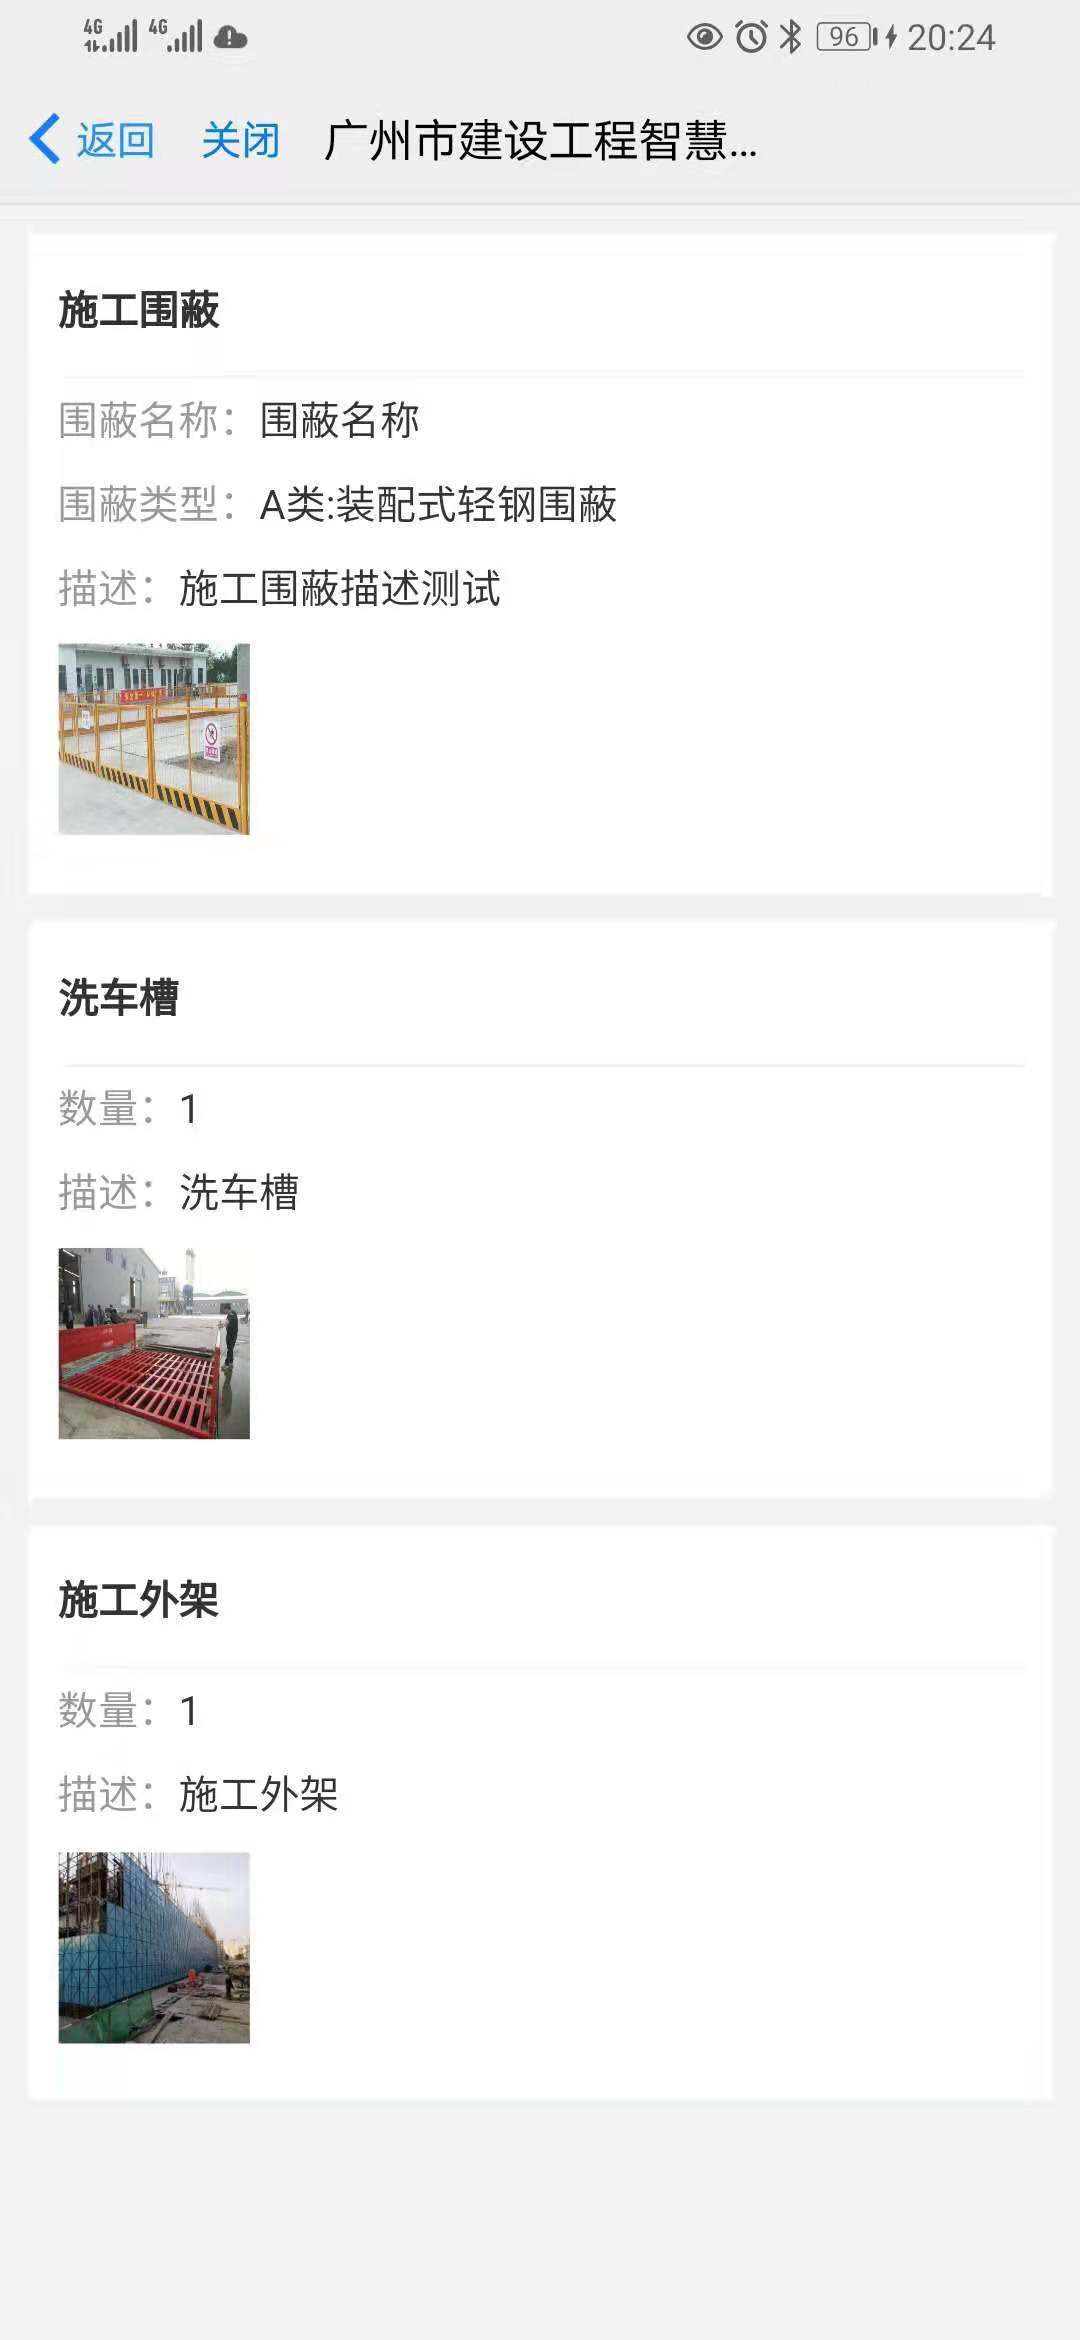 4G 4G 96 20:24
返回 关闭 广州市建设工程智慧...
施工围蔽
围蔽名称：围蔽名称
围蔽类型：A类:装配式轻钢围蔽
描述：施工围蔽描述测试
洗车槽
数量：1
描述：洗车槽
施工外架
数量：1
描述：施工外架